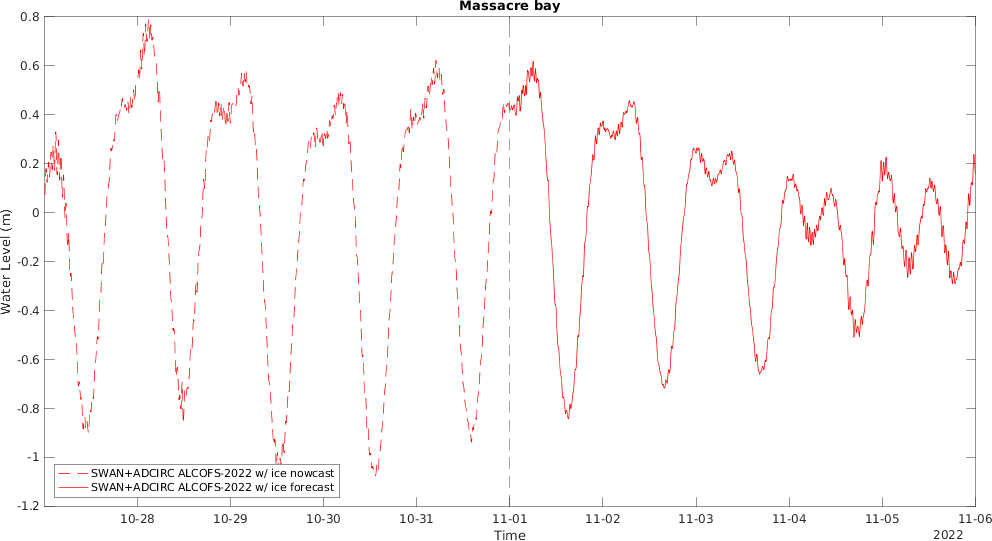 Massacre bay
0.8
0.6
0.4
0.2
0
-0.2
-0.4
-0.6
-0.8
-1
-1.2
Water Level (m)
SWAN+ADCIRC ALCOFS-2022 w/ ice nowcast
SWAN+ADCIRC ALCOFS-2022 w/ ice forecast
10-28 10-29 10-30 10-31 11-01 11-02 11-03 11-04 11-05 11-06
Time
2022